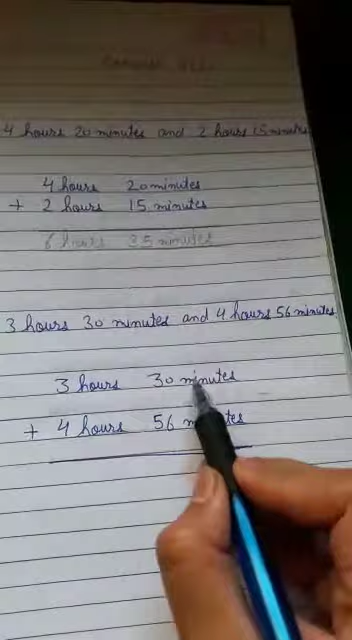 4 hours 20 minutes and 2 hours 15 minutes
4 hours 20 minutes
+ 2 hours 15 minutes
6 hours 35 minutes
3 hours 30 minutes and 4 hours 56 minutes
3 hours 30 minutes
+ 4 hours 56 minutes